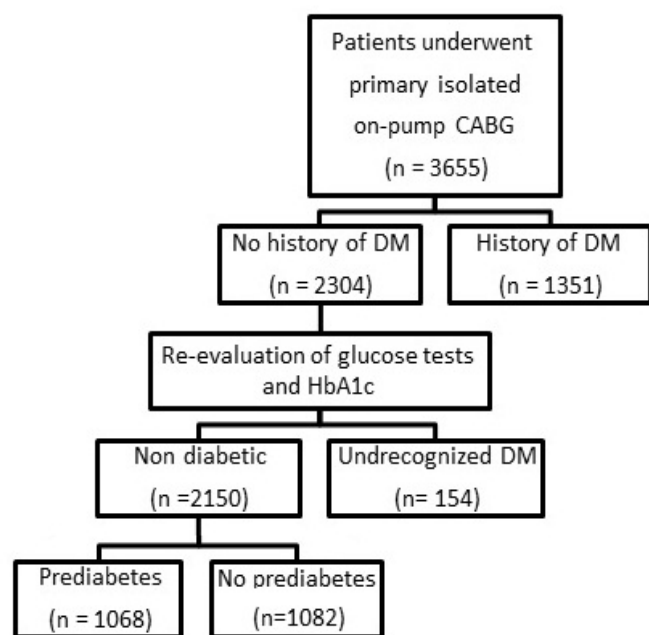 Patients underwent
primary isolated
on-pump CABG
(n = 3655)
No history of DM
(n = 2304)
History of DM
(n = 1351)
Re-evaluation of glucose tests
and HbA1c
Non diabetic
(n =2150)
Undrecognized DM
(n= 154)
Prediabetes
(n = 1068)
No prediabetes
(n=1082)